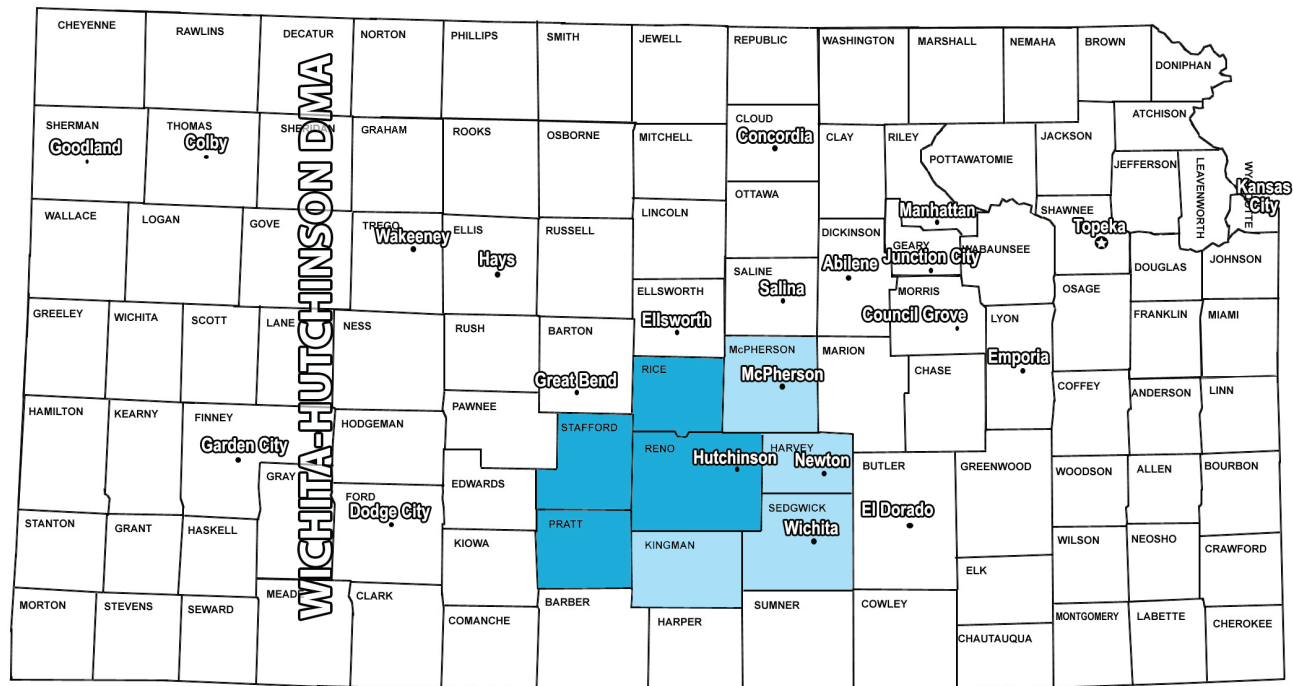 CHEYENNE
RAWLINS
DECATUR
NORTON
PHILLIPS
SMITH
JEWELL
REPUBLIC
WASHINGTON
MARSHALL
NEMAHA
BROWN
DONIPHAN
SHERMAN
Goodland
THOMAS
Colby
SHERIDAN
GRAHAM
ROOKS
OSBORNE
MITCHELL
CLOUD
Concordia
CLAY
RILEY
POTTAWATOMIE
JACKSON
ATCHISON
JEFFERSON
LEAVENWORTH
WYANDOTTE
Kansas
City
WALLACE
LOGAN
GOVE
TREGO
Wakeeney
ELLIS
Hays
RUSSELL
LINCOLN
OTTAWA
DICKINSON
Abilene
Manhattan
GEARY
Junction City
WABAUNSEE
SHAWNEE
Topeka
DOUGLAS
JOHNSON
WICHITA-HUTCHINSON DMA
GREELEY
WICHITA
SCOTT
LANE
NESS
RUSH
BARTON
Great Bend
ELLSWORTH
Ellsworth
SALINE
Salina
MORRIS
Council Grove
LYON
Emporia
OSAGE
FRANKLIN
MIAMI
HAMILTON
KEARNY
FINNEY
Garden City
HODGEMAN
PAWNEE
STAFFORD
RICE
McPHERSON
McPherson
MARION
CHASE
COFFEY
ANDERSON
LINN
GRAY
FORD
Dodge City
EDWARDS
RENO
Hutchinson
HARVEY
Newton
BUTLER
El Dorado
GREENWOOD
WOODSON
ALLEN
BOURBON
STANTON
GRANT
HASKELL
KIOWA
PRATT
KINGMAN
SEDGWICK
Wichita
ELK
WILSON
NEOSHO
CRAWFORD
MORTON
STEVENS
SEWARD
MEAD
CLARK
COMANCHE
BARBER
HARPER
SUMNER
COWLEY
CHAUTAUQUA
MONTGOMERY
LABETTE
CHEROKEE